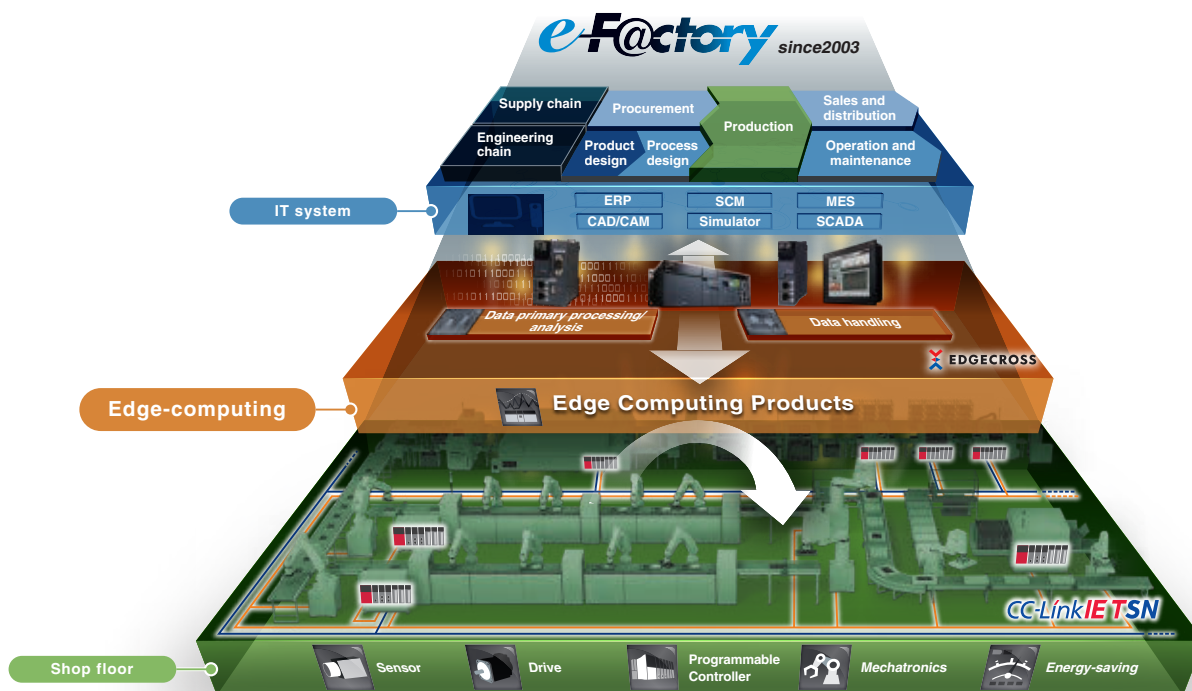 e-F@ctory since2003
Supply chain
Procurement
Production
Sales and
distribution
Engineering
chain
Product
design
Process
design
Operation and
maintenance
IT system
ERP
SCM
MES
CAD/CAM
Simulator
SCADA
Data primary processing/
analysis
Data handling
EDGECROSS
Edge-computing
Edge Computing Products
CC-Link IE TSN
Shop floor
Sensor
Drive
Programmable
Controller
Mechatronics
Energy-saving